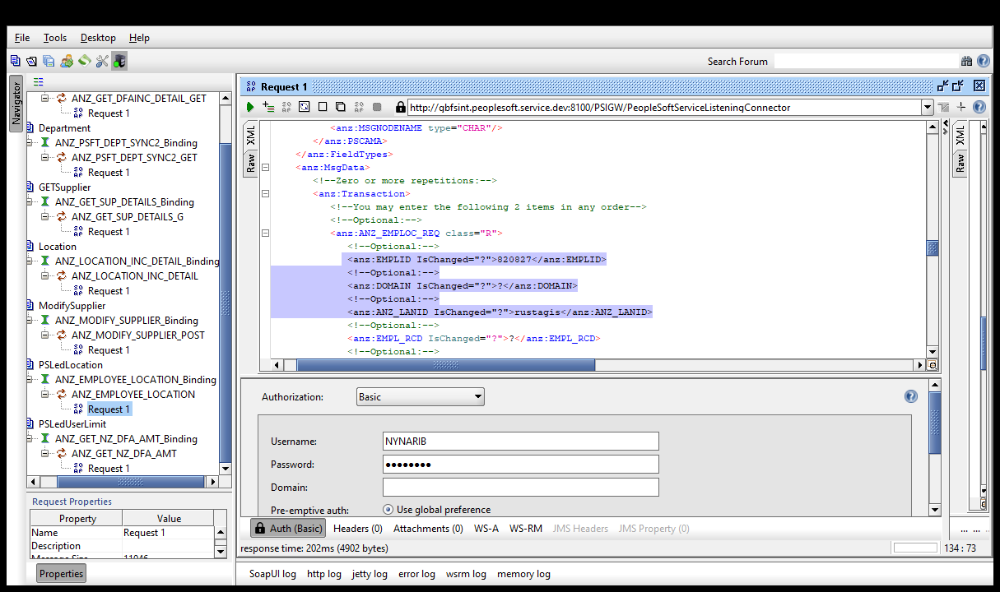 File Tools Desktop Help
Search Forum
Navigator
ANZ_GET_DFAINC_DETAIL_GET
Request 1
Department
ANZ_PSFT_DEPT_SYNC2_Binding
ANZ_PSFT_DEPT_SYNC2_GET
Request 1
GETSupplier
ANZ_GET_SUP_DETAILS_Binding
ANZ_GET_SUP_DETAILS_G
Request 1
Location
ANZ_LOCATION_INC_DETAIL_Binding
ANZ_LOCATION_INC_DETAIL
Request 1
ModifySupplier
ANZ_MODIFY_SUPPLIER_Binding
ANZ_MODIFY_SUPPLIER_POST
Request 1
PSLedLocation
ANZ_EMPLOYEE_LOCATION_Binding
ANZ_EMPLOYEE_LOCATION
Request 1
PSLedUserLimit
ANZ_GET_NZ_DFA_AMT_Binding
ANZ_GET_NZ_DFA_AMT
Request 1
Request Properties
Property Value
Name Request 1
Description
Message Size 11046
Properties
Request 1
http://qbfsint.peoplesoft.service.dev:8100/PSIGW/PeopleSoftServiceListeningConnector
XML
Raw
<anz:MSGNODENAME type="CHAR"/>
</anz:PSCAMA>
</anz:FieldTypes>
<anz:MsgData>
<!--Zero or more repetitions:-->
<anz:Transaction>
<!--You may enter the following 2 items in any order-->
<!--Optional:-->
<anz:ANZ_EMPLOC_REQ class="R">
<!--Optional:-->
<anz:EMPLID IsChanged="?">820827</anz:EMPLID>
<!--Optional:-->
<anz:DOMAIN IsChanged="?">?</anz:DOMAIN>
<!--Optional:-->
<anz:ANZ_LANID IsChanged="?">rustagis</anz:ANZ_LANID>
<!--Optional:-->
<anz:EMPL_RCD IsChanged="?">?</anz:EMPL_RCD>
<!--Optional:-->
XML
Raw
Authorization: Basic
Username: NYNARIB
Password: ●●●●●●●●
Domain:
Pre-emptive auth: Use global preference
Auth (Basic) Headers (0) Attachments (0) WS-A WS-RM JMS Headers JMS Property (0)
... ...
response time: 202ms (4902 bytes)
134 : 73
SoapUI log http log jetty log error log wsrm log memory log